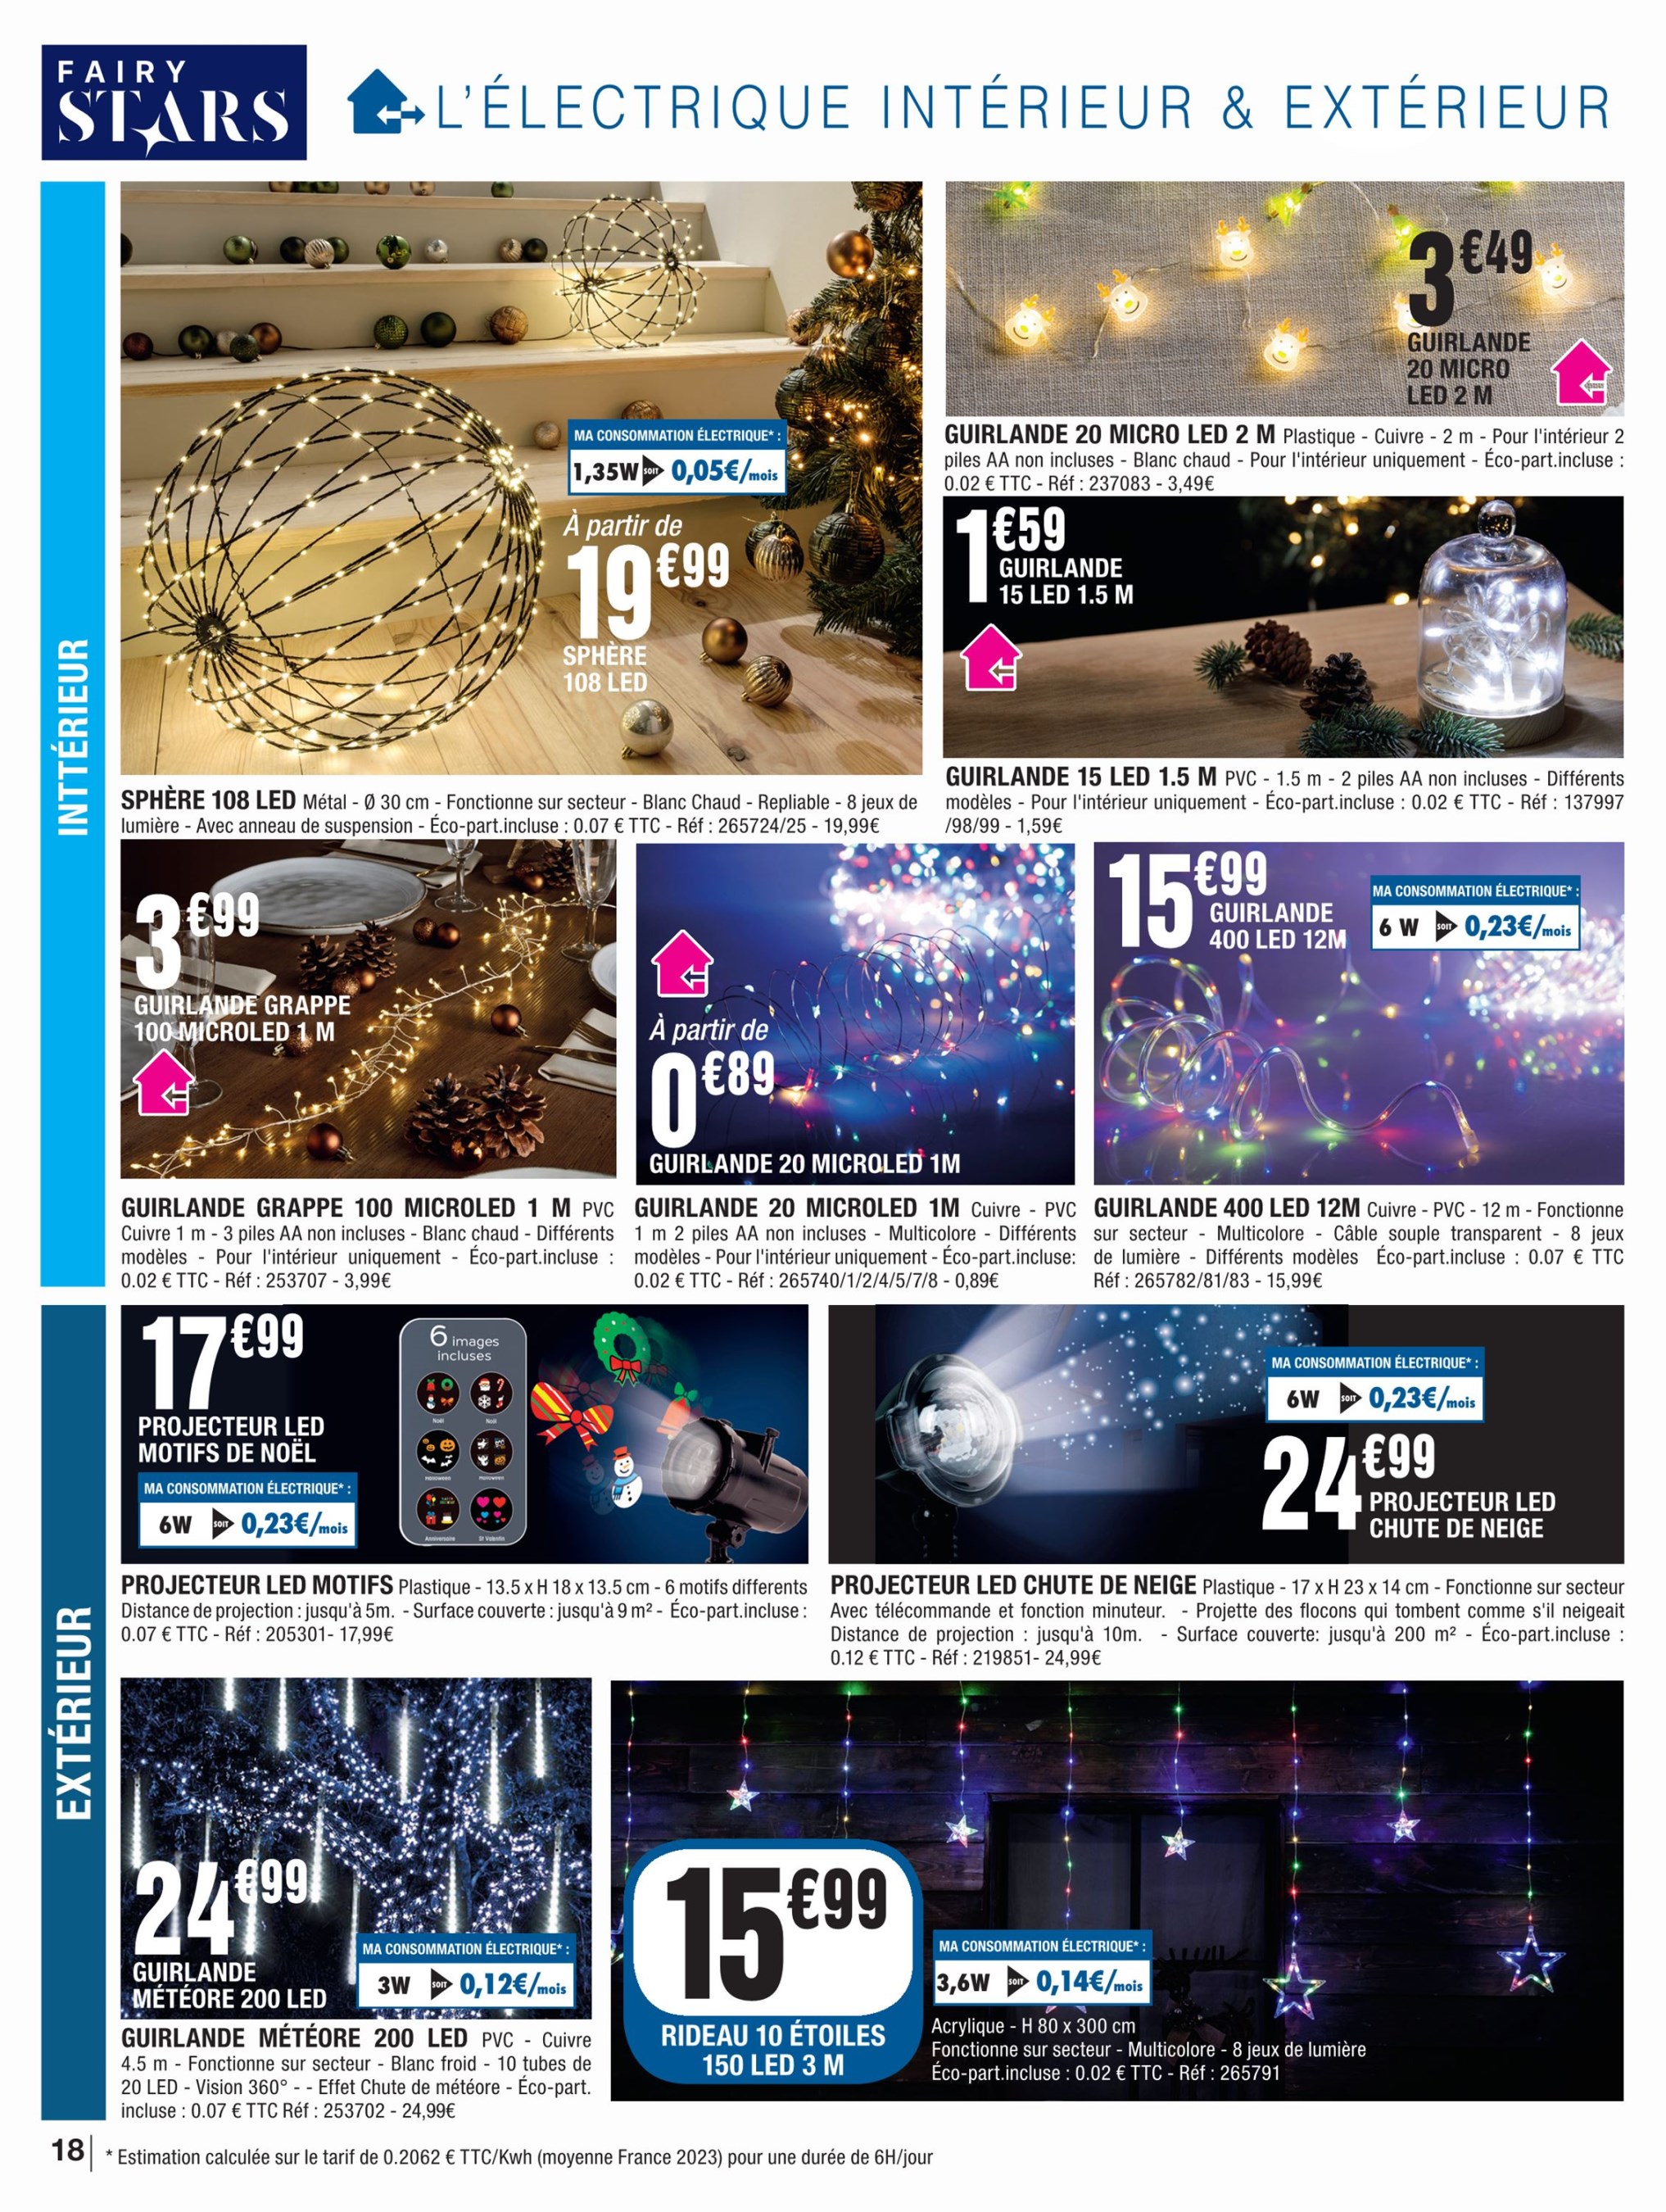 FAIRY
STARS
L'ÉLECTRIQUE INTÉRIEUR & EXTÉRIEUR
INTÉRIEUR
MA CONSOMMATION ÉLECTRIQUE* :
1,35W SOIT 0,05€/mois
À partir de
19€99
SPHÈRE
108 LED
SPHÈRE 108 LED Métal - Ø 30 cm - Fonctionne sur secteur - Blanc Chaud - Repliable - 8 jeux de
lumière - Avec anneau de suspension - Éco-part.incluse : 0.07 € TTC - Réf : 265724/25 - 19,99€
3€49
GUIRLANDE
20 MICRO
LED 2 M
GUIRLANDE 20 MICRO LED 2 M Plastique - Cuivre - 2 m - Pour l'intérieur 2
piles AA non incluses - Blanc chaud - Pour l'intérieur uniquement - Éco-part.incluse :
0.02 € TTC - Réf : 237083 - 3,49€
1€59
GUIRLANDE
15 LED 1.5 M
GUIRLANDE 15 LED 1.5 M PVC - 1.5 m - 2 piles AA non incluses - Différents
modèles - Pour l'intérieur uniquement - Éco-part.incluse : 0.02 € TTC - Réf : 137997
/98/99 - 1,59€
3€99
GUIRLANDE GRAPPE
100 MICROLED 1 M
GUIRLANDE GRAPPE 100 MICROLED 1 M PVC
Cuivre 1 m - 3 piles AA non incluses - Blanc chaud - Différents
modèles - Pour l'intérieur uniquement - Éco-part.incluse :
0.02 € TTC - Réf : 253707 - 3,99€
À partir de
0€89
GUIRLANDE 20 MICROLED 1M
GUIRLANDE 20 MICROLED 1M Cuivre - PVC
1 m 2 piles AA non incluses - Multicolore - Différents
modèles - Pour l'intérieur uniquement - Éco-part.incluse:
0.02 € TTC - Réf : 265740/1/2/4/5/7/8 - 0,89€
15€99
GUIRLANDE
400 LED 12M
MA CONSOMMATION ÉLECTRIQUE* :
6 W SOIT 0,23€/mois
GUIRLANDE 400 LED 12M Cuivre - PVC - 12 m - Fonctionne
sur secteur - Multicolore - Câble souple transparent - 8 jeux
de lumière - Différents modèles Éco-part.incluse : 0.07 € TTC
Réf : 265782/81/83 - 15,99€
EXTÉRIEUR
17€99
PROJECTEUR LED
MOTIFS DE NOËL
MA CONSOMMATION ÉLECTRIQUE* :
6W SOIT 0,23€/mois
6 images
incluses
Noël Noël
Halloween Halloween
Anniversaire St Valentin
PROJECTEUR LED MOTIFS Plastique - 13.5 x H 18 x 13.5 cm - 6 motifs differents
Distance de projection : jusqu'à 5m. - Surface couverte : jusqu'à 9 m² - Éco-part.incluse :
0.07 € TTC - Réf : 205301- 17,99€
MA CONSOMMATION ÉLECTRIQUE* :
6W SOIT 0,23€/mois
24€99
PROJECTEUR LED
CHUTE DE NEIGE
PROJECTEUR LED CHUTE DE NEIGE Plastique - 17 x H 23 x 14 cm - Fonctionne sur secteur
Avec télécommande et fonction minuteur. - Projette des flocons qui tombent comme s'il neigeait
Distance de projection : jusqu'à 10m. - Surface couverte: jusqu'à 200 m² - Éco-part.incluse :
0.12 € TTC - Réf : 219851- 24,99€
24€99
GUIRLANDE
MÉTÉORE 200 LED
MA CONSOMMATION ÉLECTRIQUE* :
3W SOIT 0,12€/mois
GUIRLANDE MÉTÉORE 200 LED PVC - Cuivre
4.5 m - Fonctionne sur secteur - Blanc froid - 10 tubes de
20 LED - Vision 360° - - Effet Chute de météore - Éco-part.
incluse : 0.07 € TTC Réf : 253702 - 24,99€
15€99
RIDEAU 10 ÉTOILES
150 LED 3 M
MA CONSOMMATION ÉLECTRIQUE* :
3,6W SOIT 0,14€/mois
Acrylique - H 80 x 300 cm
Fonctionne sur secteur - Multicolore - 8 jeux de lumière
Éco-part.incluse : 0.02 € TTC - Réf : 265791
18 * Estimation calculée sur le tarif de 0.2062 € TTC/Kwh (moyenne France 2023) pour une durée de 6H/jour